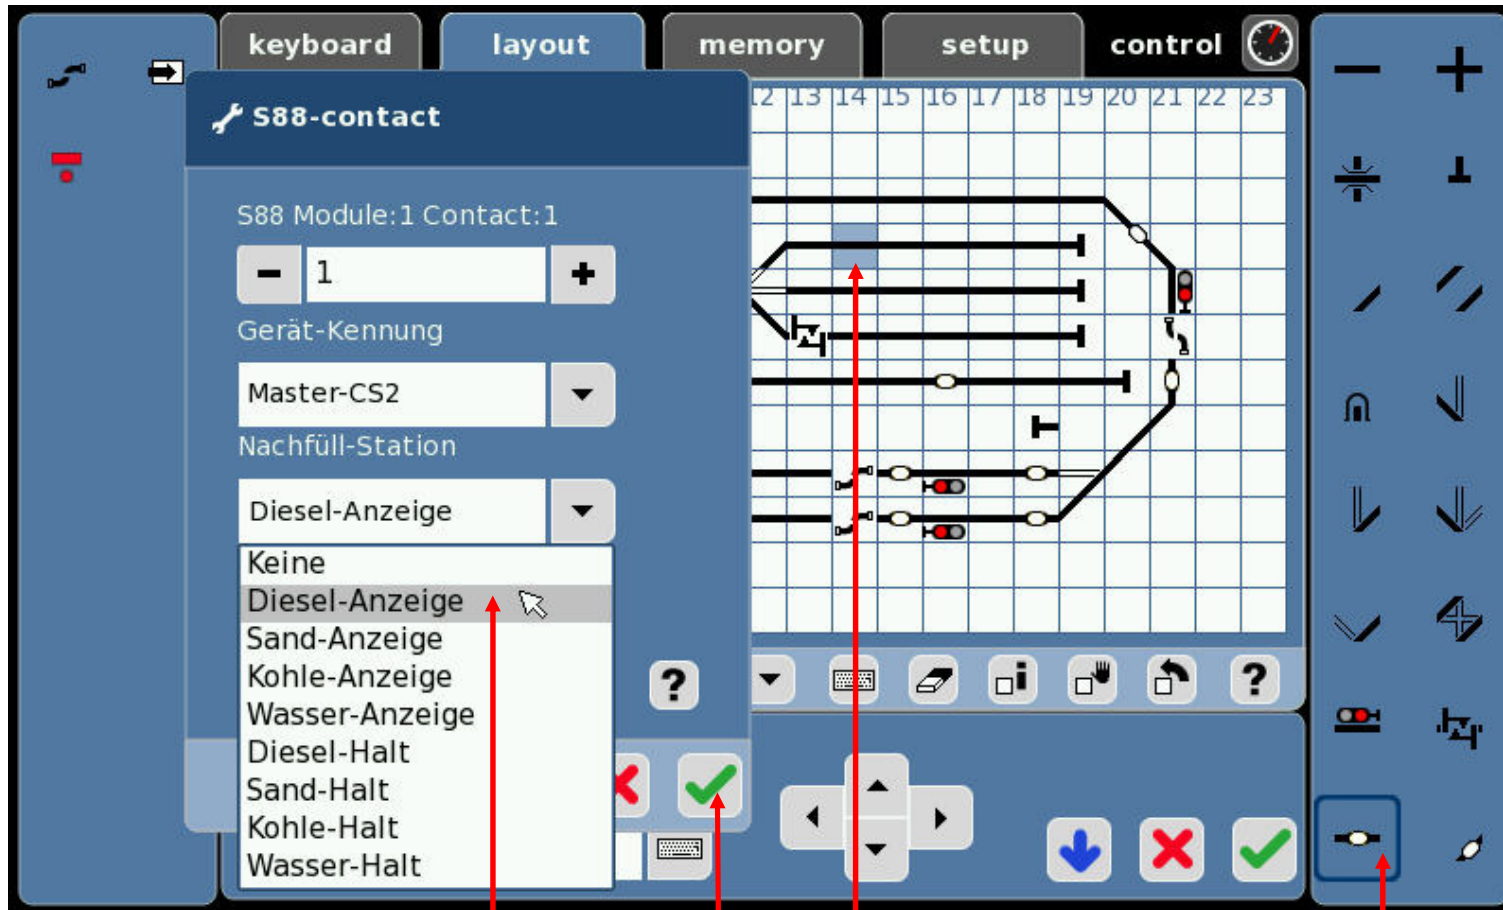 keyboard layout memory setup control
S88-contact
12 13 14 15 16 17 18 19 20 21 22 23
S88 Module:1 Contact:1
- 1 +
Gerät-Kennung
Master-CS2
Nachfüll-Station
Diesel-Anzeige
Keine
Diesel-Anzeige
Sand-Anzeige
Kohle-Anzeige
Wasser-Anzeige
Diesel-Halt
Sand-Halt
Kohle-Halt
Wasser-Halt
?
i ?